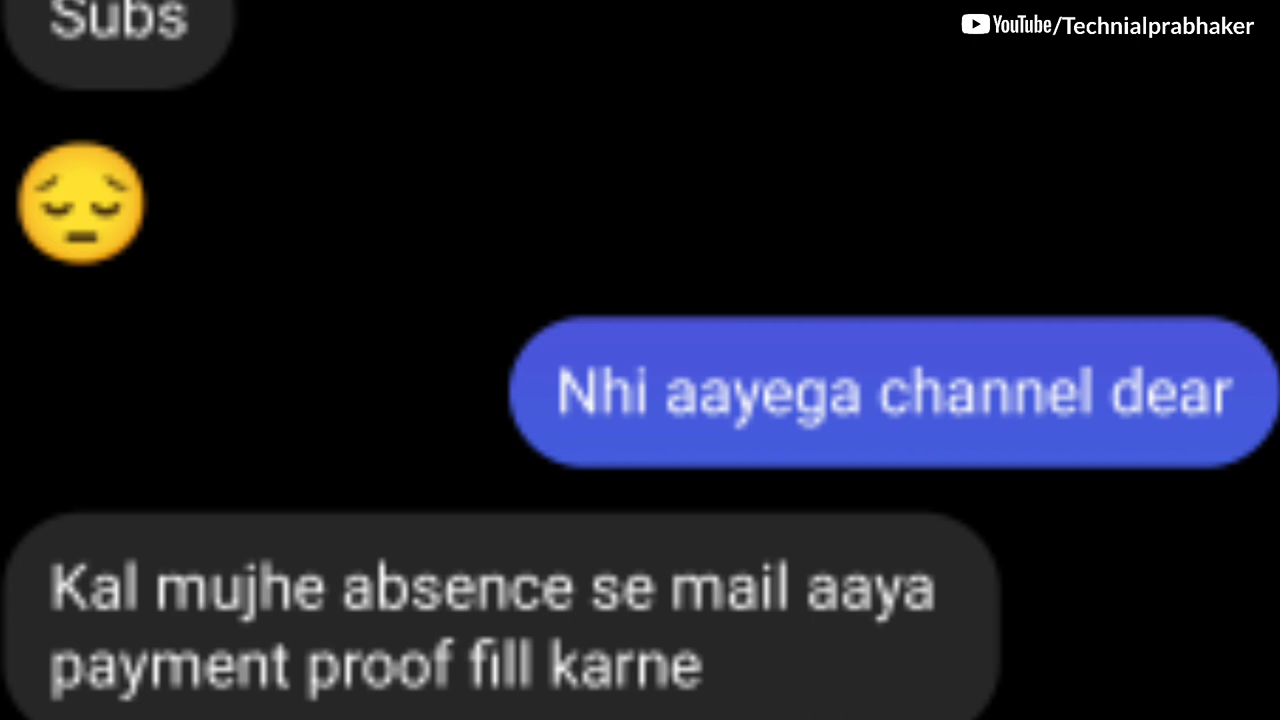 Subs
YouTube/Technialprabhaker
Nhi aayega channel dear
Kal mujhe absence se mail aaya
payment proof fill karne